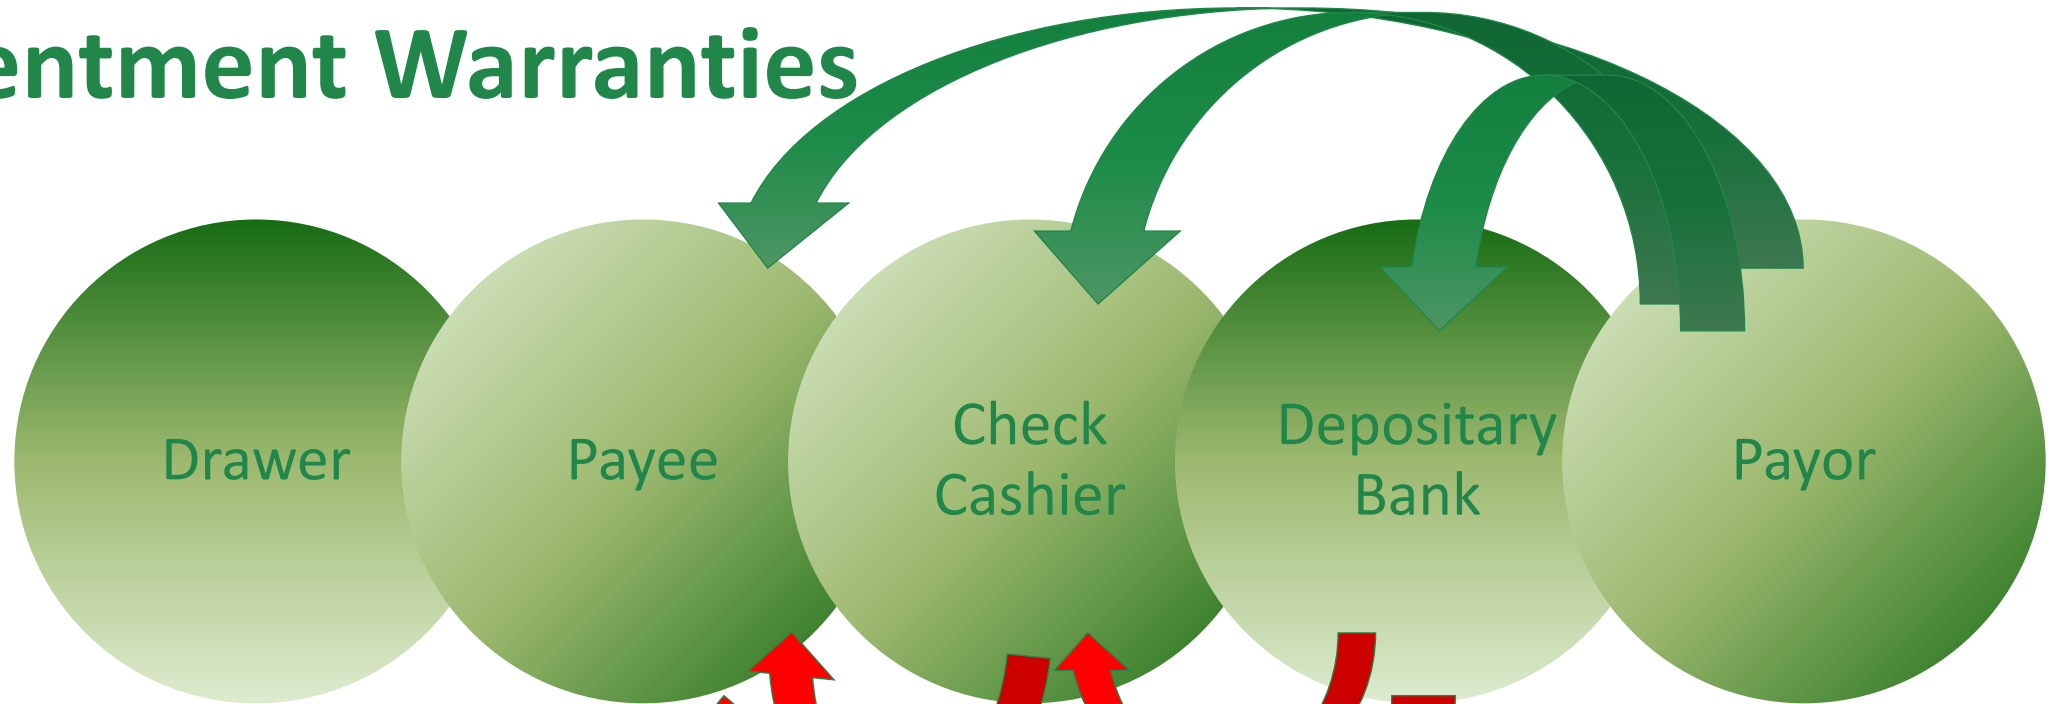 entment Warranties
Drawer
Payee
Check
Cashier
Depositary
Bank
Payor